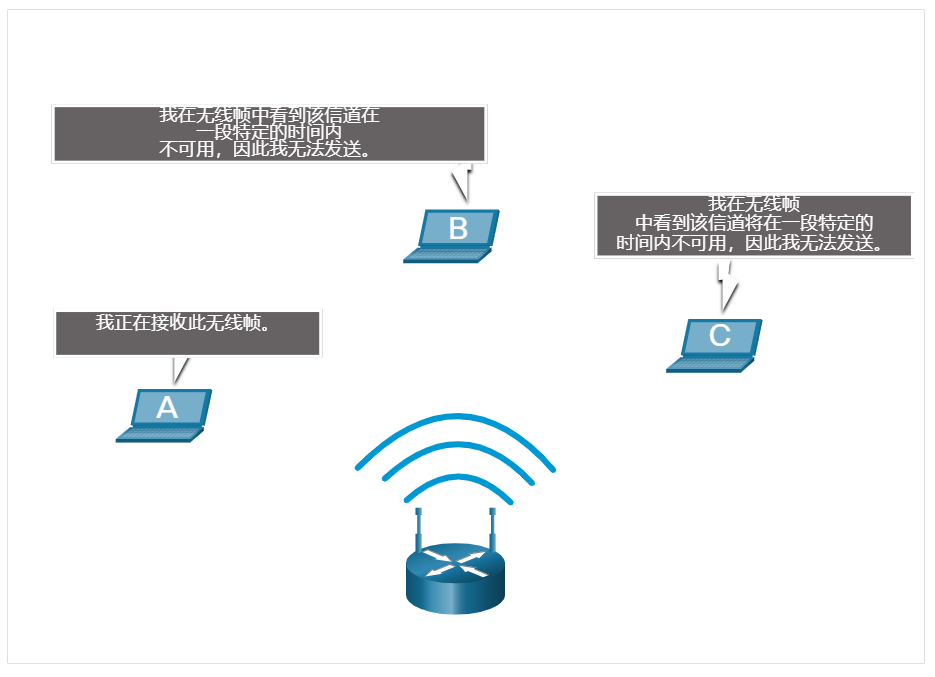 我在无线帧中看到该信道在
一段特定的时间内
不可用，因此我无法发送。
B
我在无线帧
中看到该信道将在一段特定的
时间内不可用，因此我无法发送。
我正在接收此无线帧。
C
A